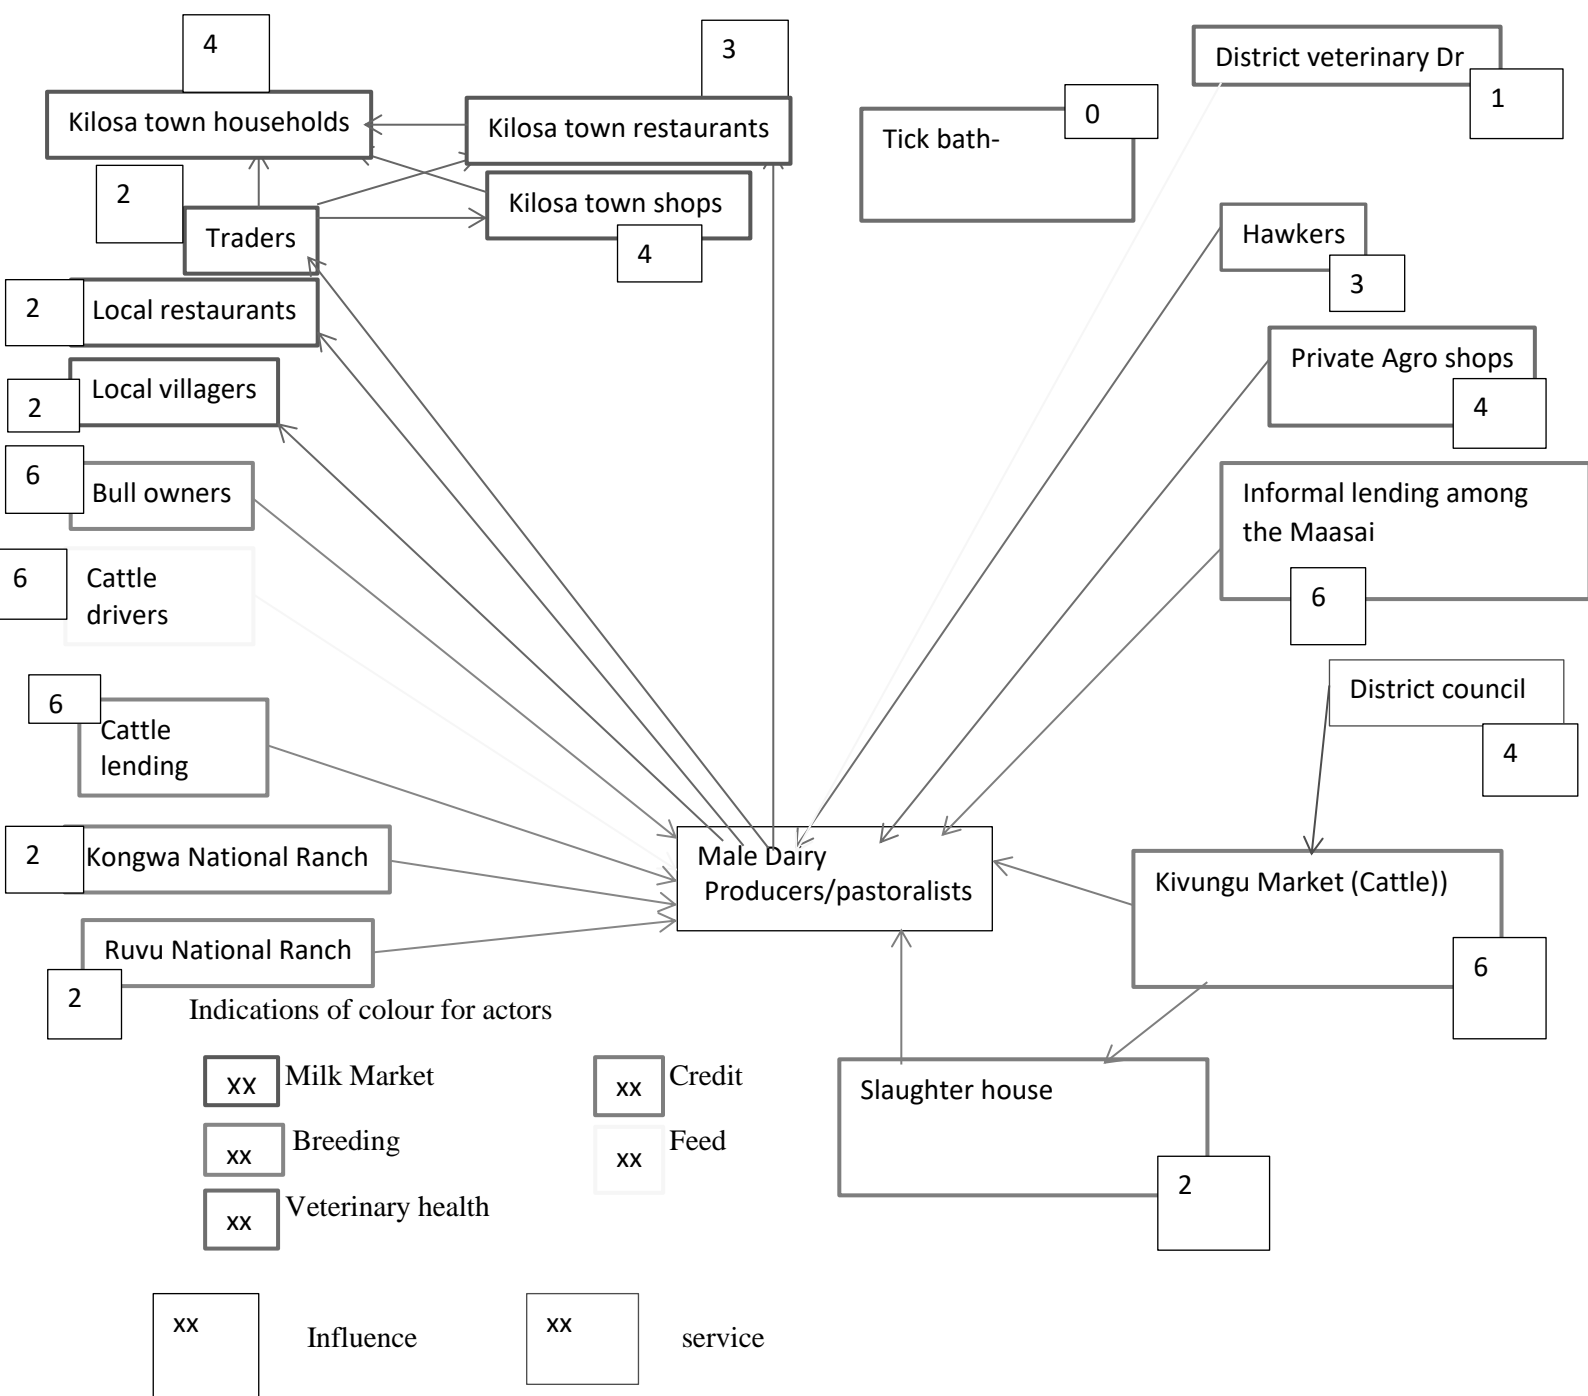 4
3
District veterinary Dr
1
Kilosa town households
Kilosa town restaurants
0
Tick bath-
2
Kilosa town shops
4
Traders
Hawkers
3
2
Local restaurants
Private Agro shops
4
2
Local villagers
6
Bull owners
Informal lending among
the Maasai
6
6
Cattle
drivers
District council
4
6
Cattle
lending
2
Kongwa National Ranch
Male Dairy
Producers/pastoralists
Kivungu Market (Cattle))
6
Ruvu National Ranch
2
Slaughter house
2
Indications of colour for actors
xx Milk Market
xx Credit
xx Breeding
xx Feed
xx Veterinary health
xx Influence
xx service